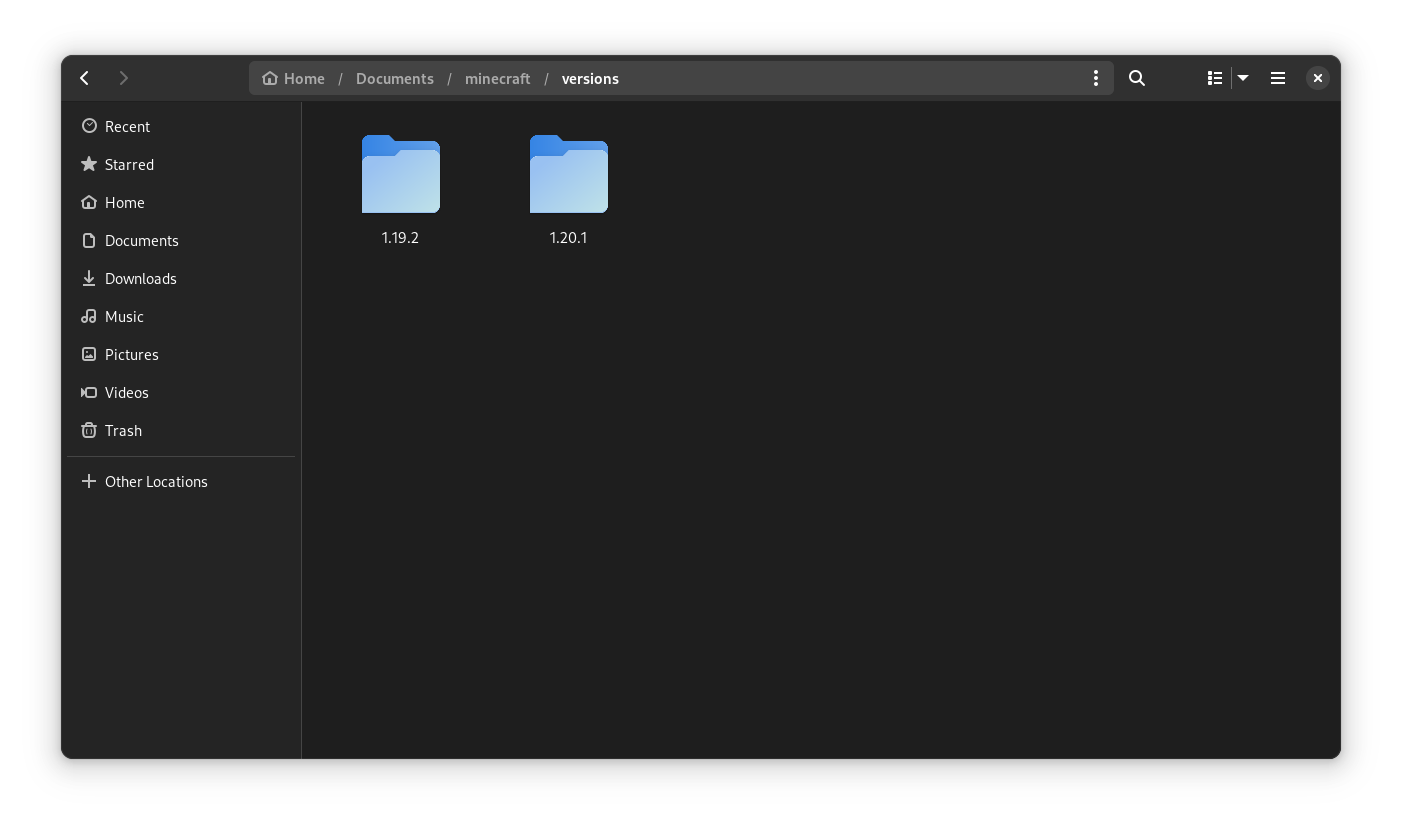 Home / Documents / minecraft / versions
Recent
Starred
Home
Documents
Downloads
Music
Pictures
Videos
Trash
Other Locations
1.19.2
1.20.1